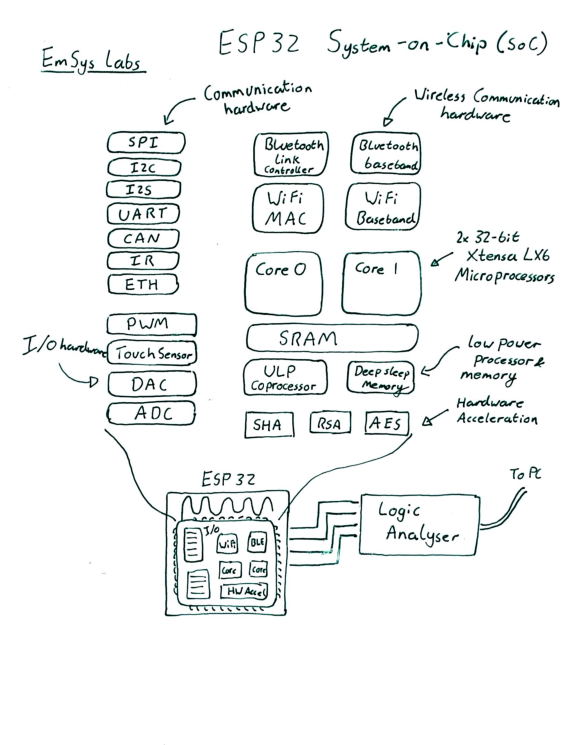 ESP32 System-on-Chip (SoC)
EmSys Labs
Communication
hardware
Wireless Communication
hardware
SPI
I2C
I2S
UART
CAN
IR
ETH
Bluetooth
Link
Controller
Bluetooth
baseband
WiFi
MAC
WiFi
Baseband
Core 0
Core 1
2x 32-bit
Xtensa LX6
Microprocessors
PWM
Touch Sensor
DAC
ADC
I/O hardware
SRAM
ULP
Coprocessor
Deep sleep
Memory
low power
processor &
memory
SHA
RSA
AES
Hardware
Acceleration
ESP32
I/O
WiFi
BLE
Core
Core
HW Accel
Logic
Analyser
To PC